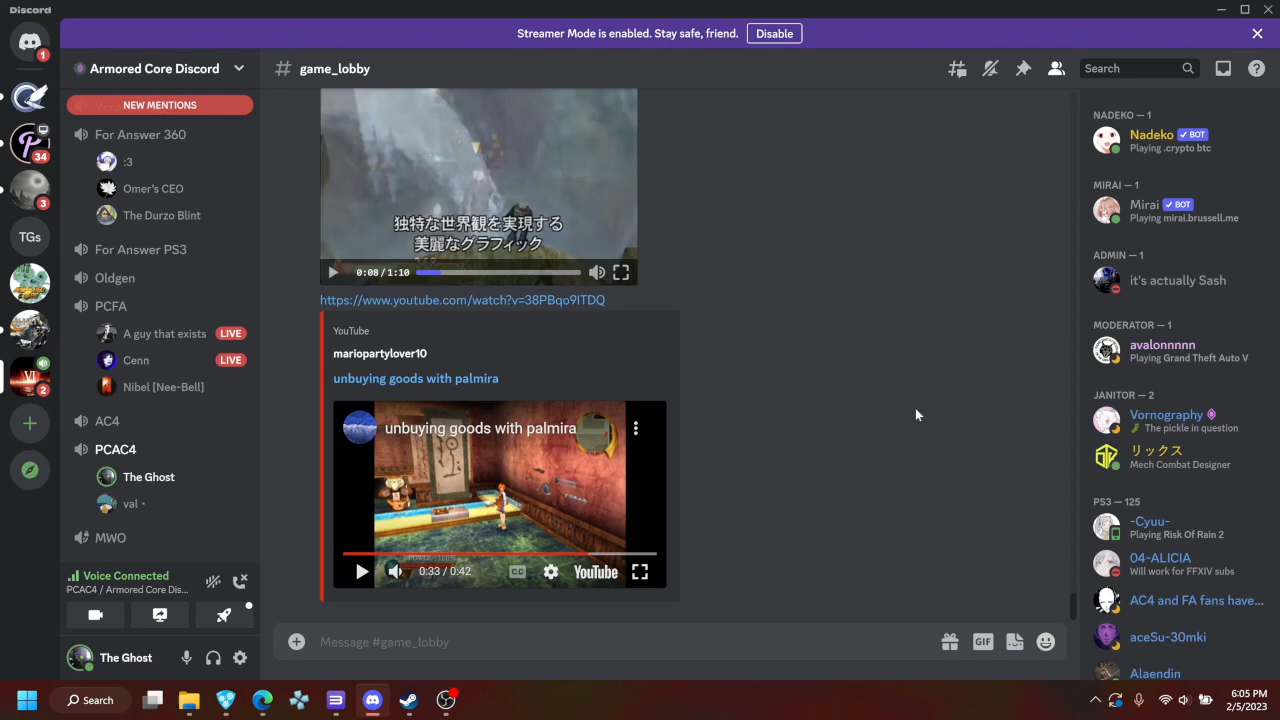 Discord
Streamer Mode is enabled. Stay safe, friend.
Disable
1
34
3
TGs
VI
2
Armored Core Discord
NEW MENTIONS
For Answer 360
:3
Omer's CEO
The Durzo Blint
For Answer PS3
Oldgen
PCFA
A guy that exists
LIVE
Cenn
LIVE
Nibel [Nee-Bell]
AC4
PCAC4
The Ghost
val •
MWO
Voice Connected
PCAC4 / Armored Core Dis...
The Ghost
game_lobby
Search
独特な世界観を実現する
美麗なグラフィック
0:08/1:10
https://www.youtube.com/watch?v=38PBqo9ITDQ
YouTube
mariopartylover10
unbuying goods with palmira
unbuying goods with palmira
0:33 / 0:42
CC
YouTube
Message #game_lobby
GIF
NADEKO — 1
Nadeko
BOT
Playing .crypto btc
MIRAI — 1
Mirai
BOT
Playing mirai.brussell.me
ADMIN — 1
it's actually Sash
MODERATOR — 1
avalonnnnn
Playing Grand Theft Auto V
JANITOR — 2
Vornography
The pickle in question
リックス
Mech Combat Designer
PS3 — 125
-Cyuu-
Playing Risk Of Rain 2
04-ALICIA
Will work for FFXIV subs
AC4 and FA fans have...
aceSu-30mki
Alaendin
Search
6:05 PM
2/5/2023